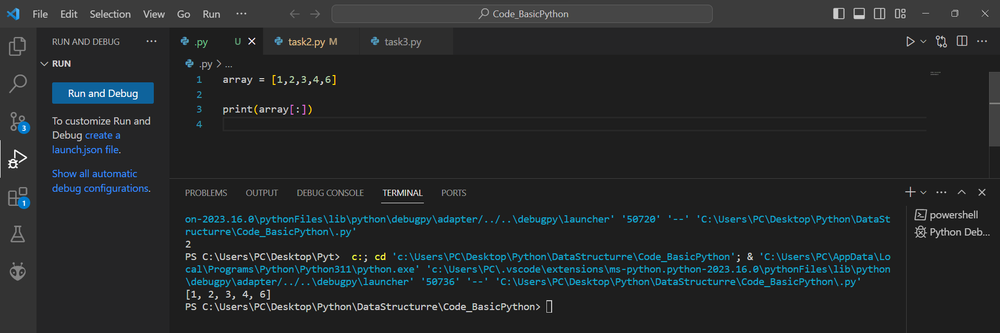 File Edit Selection View Go Run ··· Code_BasicPython
RUN AND DEBUG ···
RUN
Run and Debug
To customize Run and
Debug create a
launch.json file.
Show all automatic
debug configurations.
3
1
.py U task2.py M task3.py
.py > ...
1 array = [1,2,3,4,6]
2
3 print(array[:])
4
PROBLEMS OUTPUT DEBUG CONSOLE TERMINAL PORTS
on-2023.16.0\pythonFiles\lib\python\debugpy\adapter/../..\debugpy\launcher' '50720' '--' 'C:\Users\PC\Desktop\Python\DataSt
ructurre\Code_BasicPython\.py'
2
PS C:\Users\PC\Desktop\Pyt>  c:; cd 'c:\Users\PC\Desktop\Python\DataStructurre\Code_BasicPython'; & 'C:\Users\PC\AppData\Lo
cal\Programs\Python\Python311\python.exe' 'c:\Users\PC\.vscode\extensions\ms-python.python-2023.16.0\pythonFiles\lib\python
\debugpy\adapter/../..\debugpy\launcher' '50736' '--' 'C:\Users\PC\Desktop\Python\DataStructurre\Code_BasicPython\.py'
[1, 2, 3, 4, 6]
PS C:\Users\PC\Desktop\Python\DataStructurre\Code_BasicPython>
powershell
Python Deb...